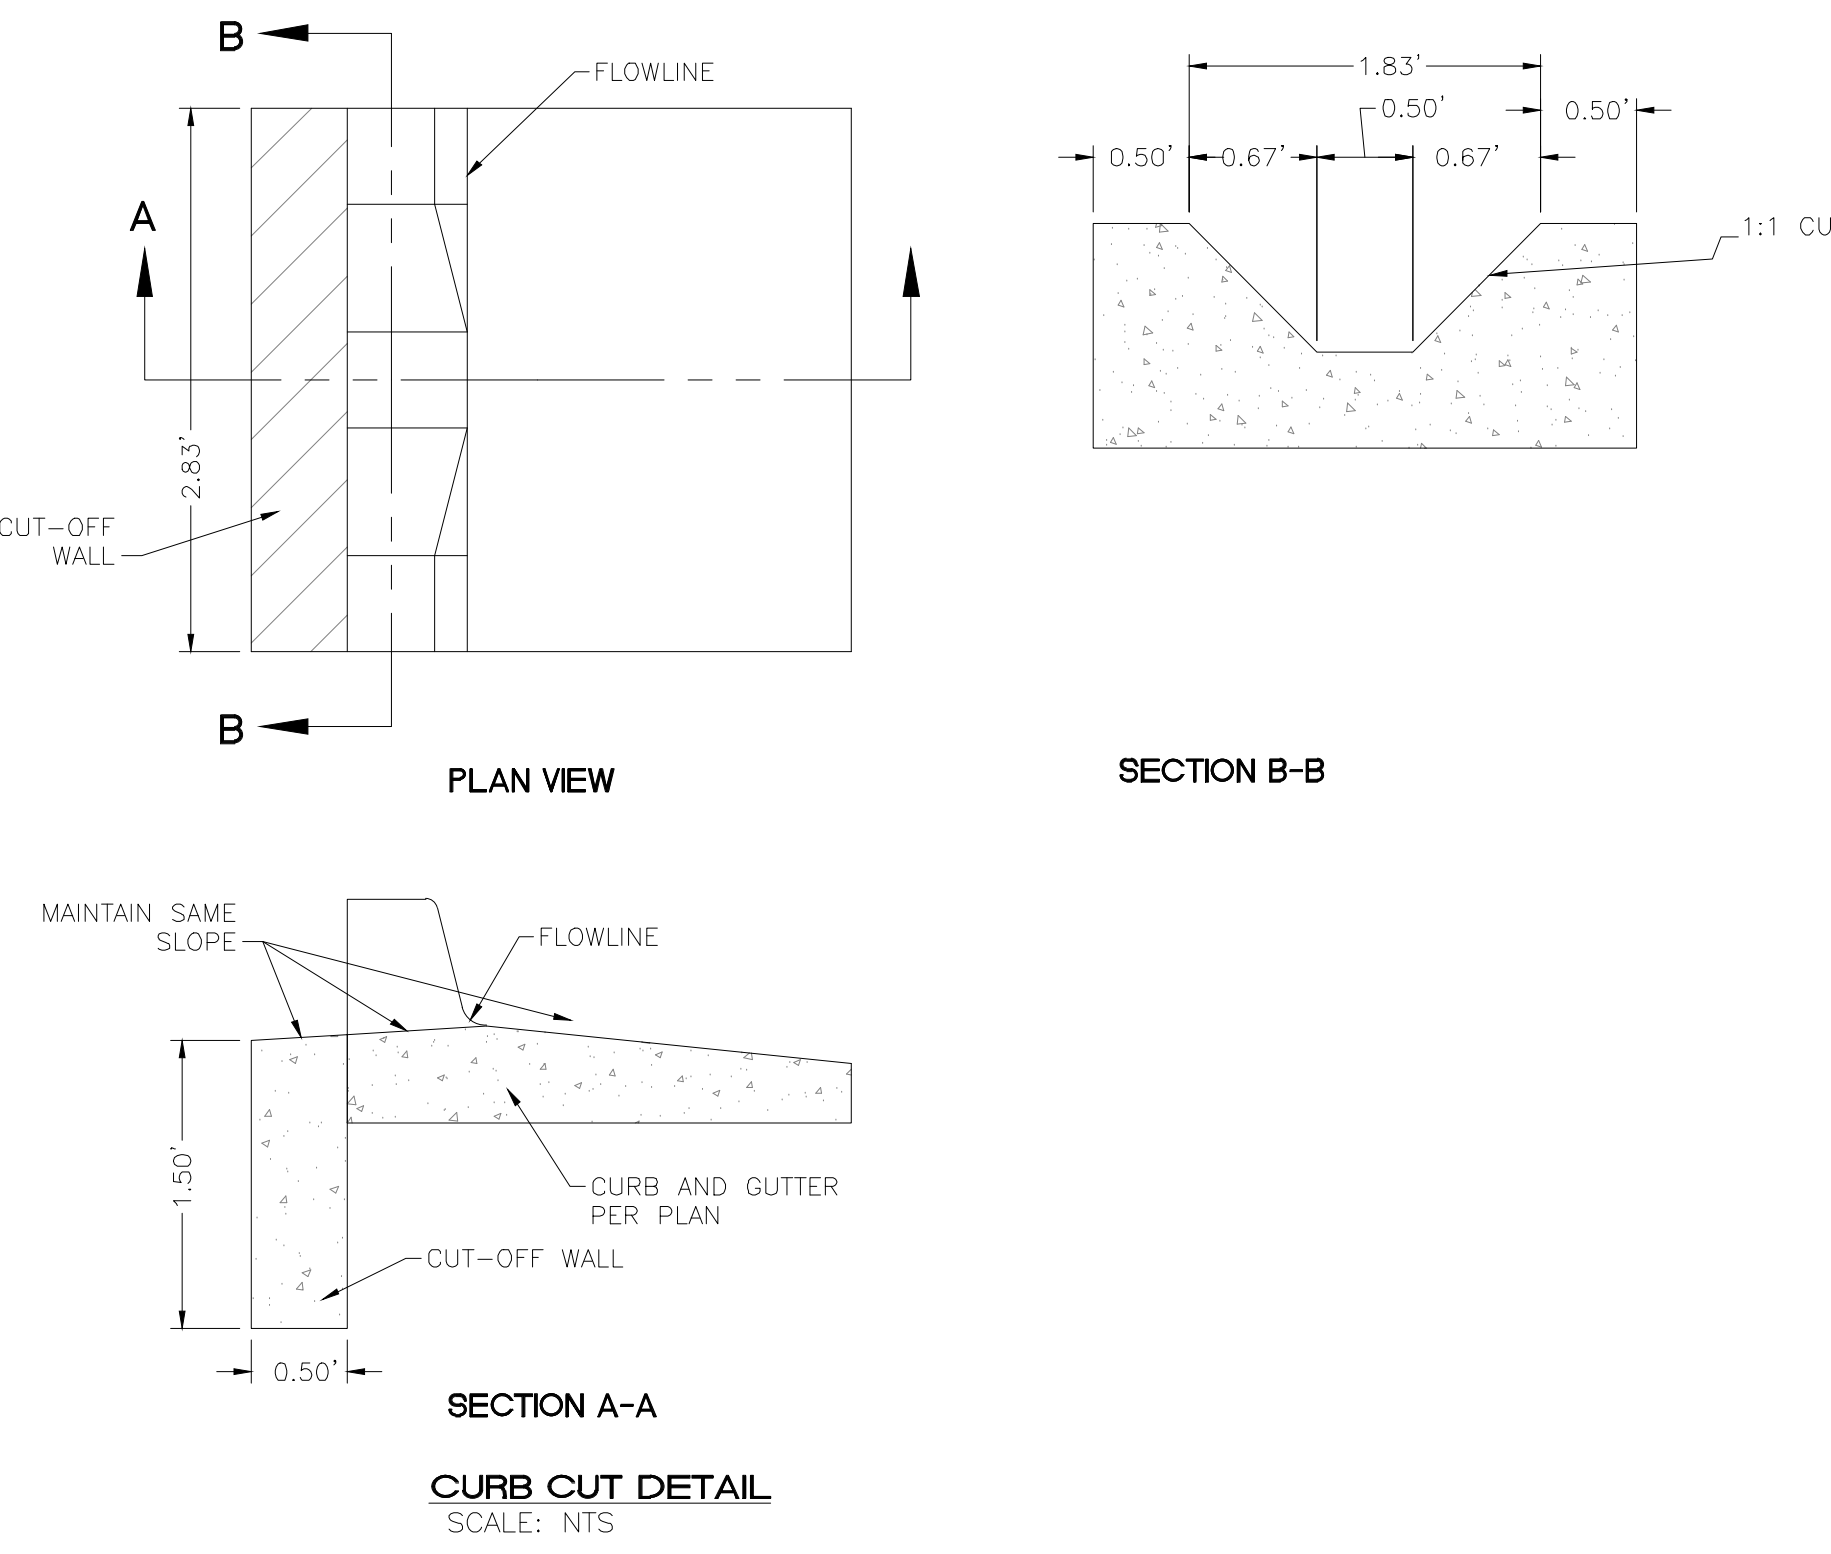 B
FLOWLINE
A
2.83'
CUT-OFF
WALL
B
PLAN VIEW
1.83'
0.50'
0.50'
0.50'
0.67'
0.67'
1:1 CU
SECTION B-B
MAINTAIN SAME
SLOPE
FLOWLINE
1.50'
CURB AND GUTTER
PER PLAN
CUT-OFF WALL
0.50'
SECTION A-A
CURB CUT DETAIL
SCALE: NTS